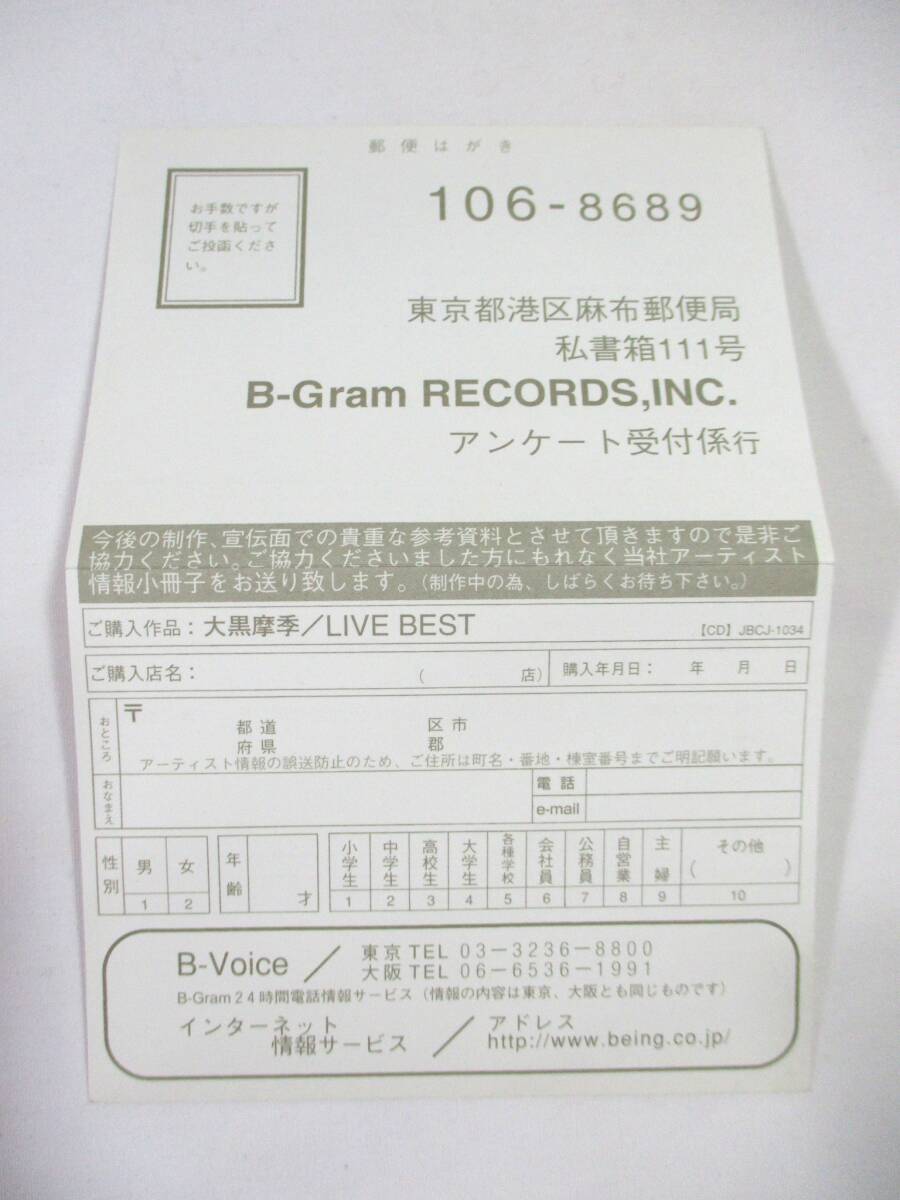 郵便はがき
お手数ですが
切手を貼って
ご投函くださ
い。
106-8689
東京都港区麻布郵便局
私書箱111号
B-Gram RECORDS,INC.
アンケート受付係行
今後の制作、宣伝面での貴重な参考資料とさせて頂きますので是非ご
協力ください。ご協力くださいました方にもれなく当社アーティスト
情報小冊子をお送り致します。(制作中の為、しばらくお待ち下さい。)
ご購入作品：大黒摩季／LIVE BEST 【CD】JBCJ-1034
ご購入店名： ( 店) 購入年月日： 年 月 日
おところ
〒
都道 区市
府県 郡
アーティスト情報の誤送防止のため、ご住所は町名・番地・棟室番号までご明記願います。
おなまえ
電話
e-mail
性別 男 女 年齢 才 小学生 中学生 高校生 大学生 各種学校 会社員 公務員 自営業 主婦 その他 ( )
1 2 1 2 3 4 5 6 7 8 9 10
B-Voice ／ 東京 TEL 03-3236-8800
大阪 TEL 06-6536-1991
B-Gram24時間電話情報サービス（情報の内容は東京、大阪とも同じものです）
インターネット
情報サービス ／ アドレス
http://www.being.co.jp/